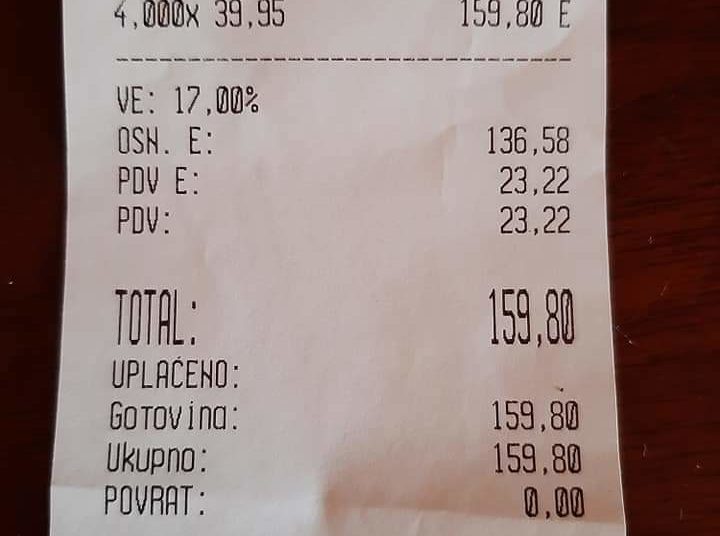 4,000x 39,95 159,80 E
--------------------------------------
VE: 17,00%
OSN. E: 136,58
PDV E: 23,22
PDV: 23,22
TOTAL: 159,80
UPLAĆENO:
Gotovina: 159,80
Ukupno: 159,80
POVRAT: 0,00